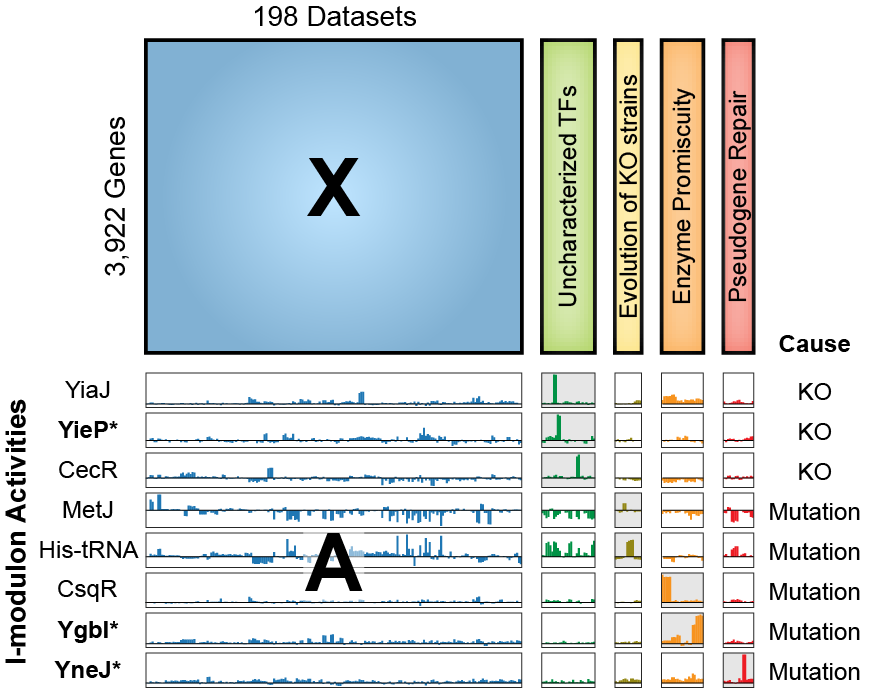 198 Datasets
3,922 Genes
X
Uncharacterized TFs
Evolution of KO strains
Enzyme Promiscuity
Pseudogene Repair
Cause
I-modulon Activities
YiaJ KO
YieP* KO
CecR KO
MetJ Mutation
His-tRNA Mutation
A
CsqR Mutation
YgbI* Mutation
YneJ* Mutation